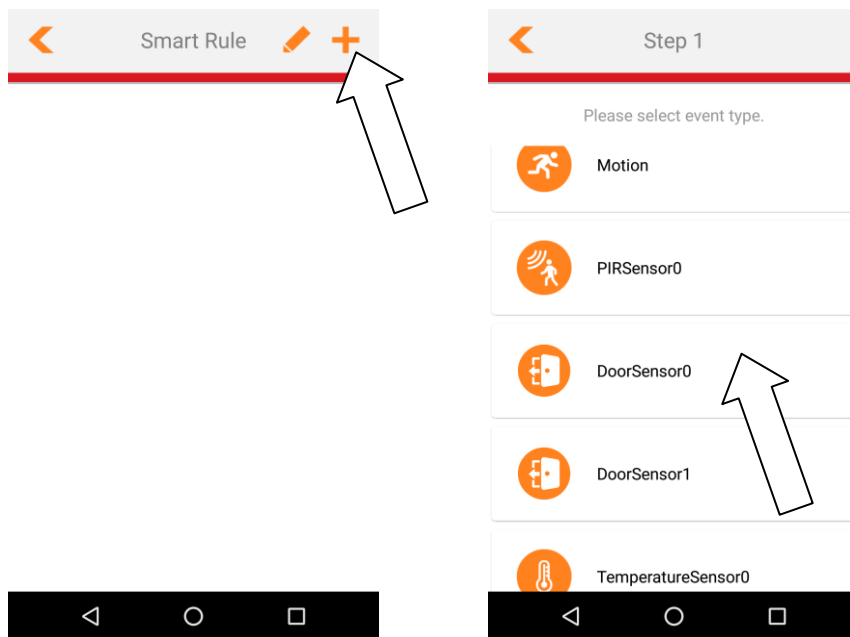 Smart Rule
Step 1
Please select event type.
Motion
PIRSensor0
DoorSensor0
DoorSensor1
TemperatureSensor0